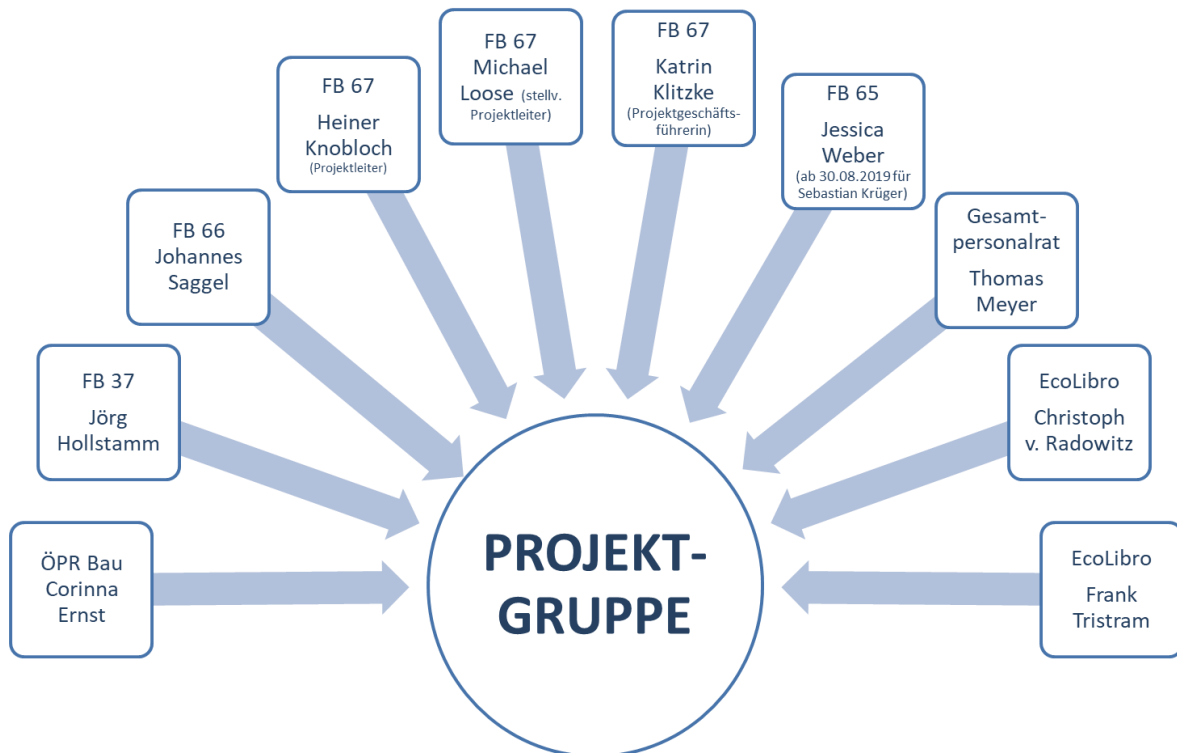 ÖPR Bau
Corinna
Ernst
FB 37
Jörg
Hollstamm
FB 66
Johannes
Saggel
FB 67
Heiner
Knobloch
(Projektleiter)
FB 67
Michael
Loose (stellv.
Projektleiter)
FB 67
Katrin
Klitzke
(Projektgeschäfts-
führerin)
FB 65
Jessica
Weber
(ab 30.08.2019 für
Sebastian Krüger)
Gesamt-
personalrat
Thomas
Meyer
EcoLibro
Christoph
v. Radowitz
EcoLibro
Frank
Tristram
PROJEKT-
GRUPPE